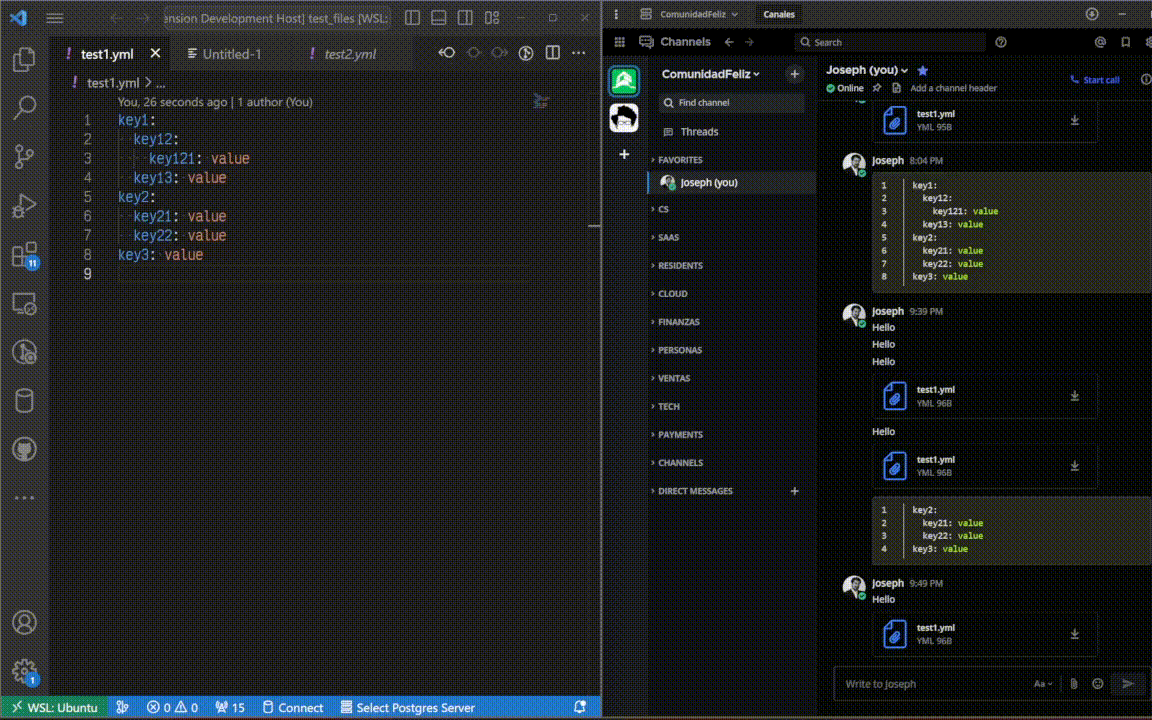 ension Development Host] test_files [WSL:
test1.yml
Untitled-1
test2.yml
test1.yml > ...
You, 26 seconds ago | 1 author (You)
1 key1:
2 key12:
3 key121: value
4 key13: value
5 key2:
6 key21: value
7 key22: value
8 key3: value
9
11
1
WSL: Ubuntu
0 0
15
Connect
Select Postgres Server
ComunidadFeliz
Canales
Channels
Search
ComunidadFeliz
Find channel
Threads
FAVORITES
Joseph (you)
CS
SAAS
RESIDENTS
CLOUD
FINANZAS
PERSONAS
VENTAS
TECH
PAYMENTS
CHANNELS
DIRECT MESSAGES
Joseph (you)
Start call
Online
Add a channel header
test1.yml
YML 95B
Joseph 8:04 PM
1 key1:
2 key12:
3 key121: value
4 key13: value
5 key2:
6 key21: value
7 key22: value
8 key3: value
Joseph 9:39 PM
Hello
Hello
Hello
test1.yml
YML 96B
Hello
test1.yml
YML 96B
1 key2:
2 key21: value
3 key22: value
4 key3: value
Joseph 9:49 PM
Hello
test1.yml
YML 96B
Write to Joseph
Aa